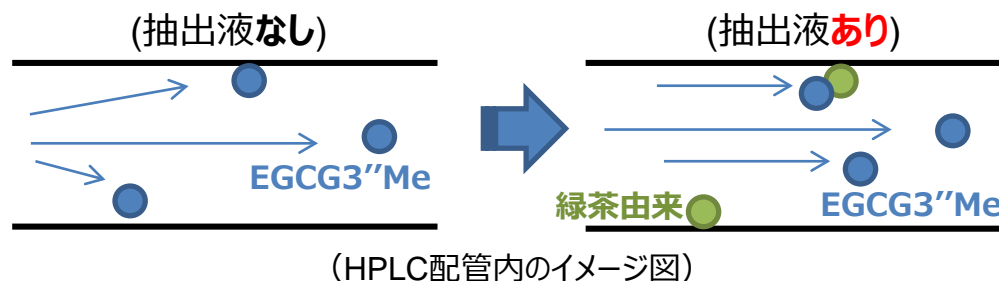 (抽出液なし)
(抽出液あり)
EGCG3″Me
緑茶由来
EGCG3″Me
（HPLC配管内のイメージ図）